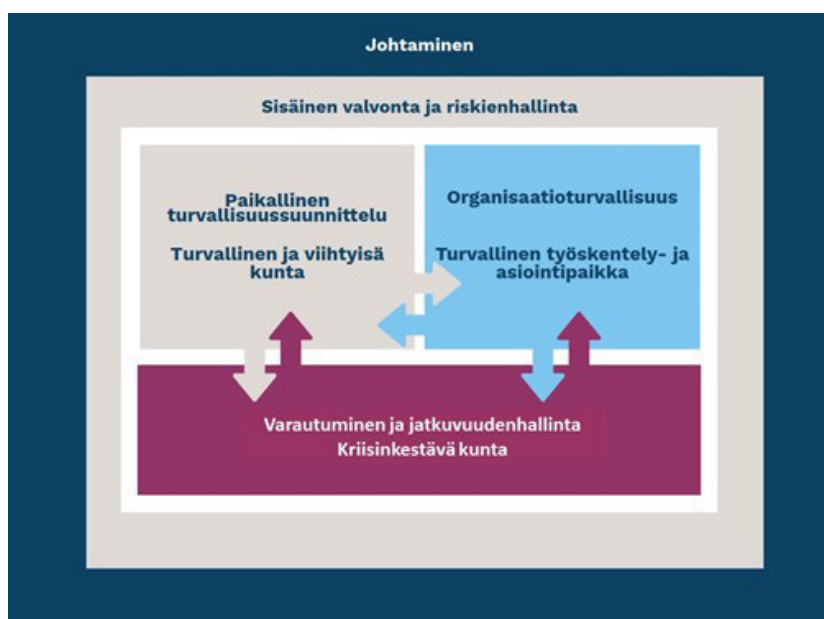 Johtaminen
Sisäinen valvonta ja riskienhallinta
Paikallinen
turvallisuussuunnittelu
Turvallinen ja viihtyisä
kunta
Organisaatioturvallisuus
Turvallinen työskentely- ja
asiointipaikka
Varautuminen ja jatkuvuudenhallinta
Kriisinkestävä kunta